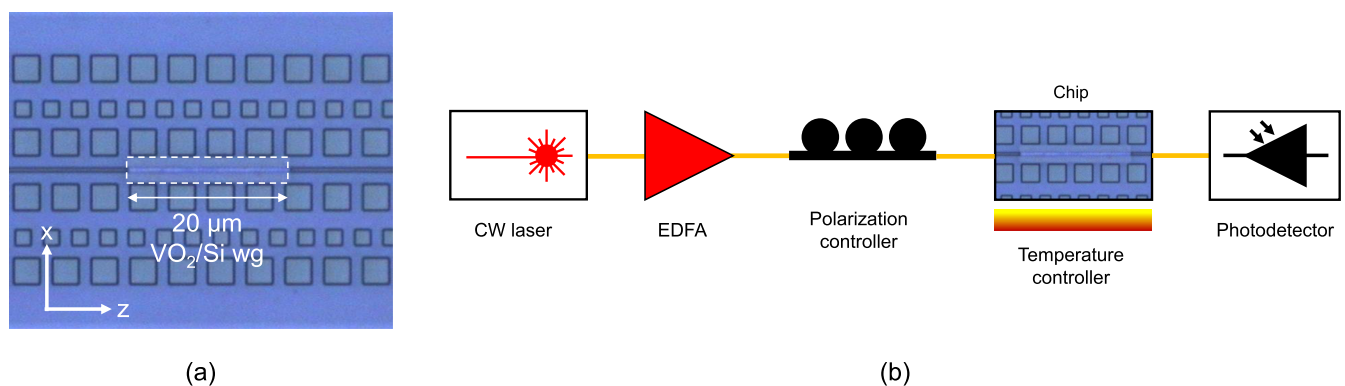 20 µm
VO₂/Si wg
x
z
(a)
Chip
CW laser
EDFA
Polarization
controller
Temperature
controller
Photodetector
(b)